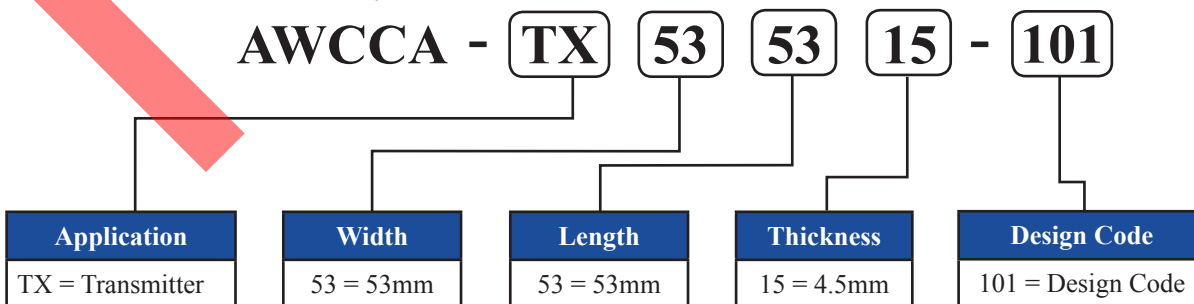 AWCCA - TX 53 53 15 - 101
Application Width Length Thickness Design Code
TX = Transmitter 53 = 53mm 53 = 53mm 15 = 4.5mm 101 = Design Code